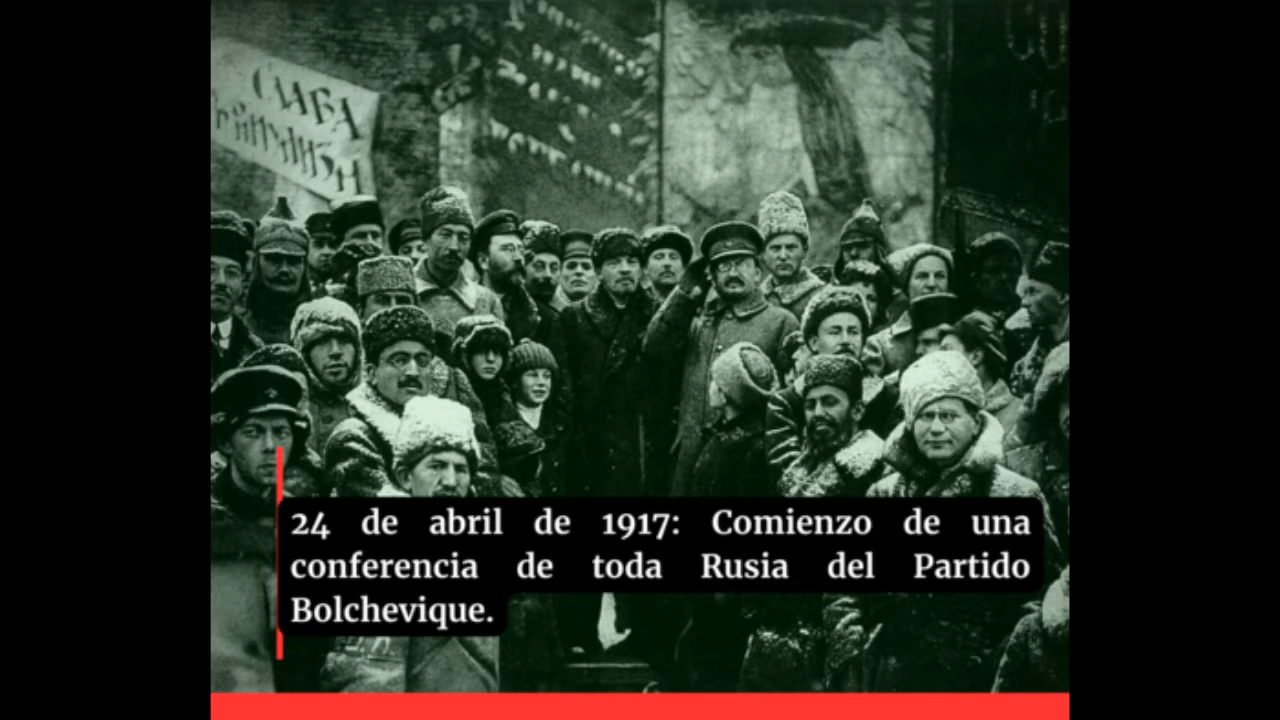 СЛАВА
24 de abril de 1917: Comienzo de una
conferencia de toda Rusia del Partido
Bolchevique.